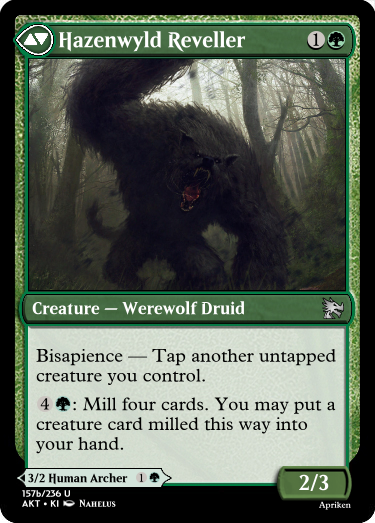 Hazenwyld Reveller 1
Creature — Werewolf Druid
Bisapience — Tap another untapped
creature you control.
4 : Mill four cards. You may put a
creature card milled this way into
your hand.
3/2 Human Archer 1
2/3
157b/236 U
AKT • KI Nahelus
Apriken